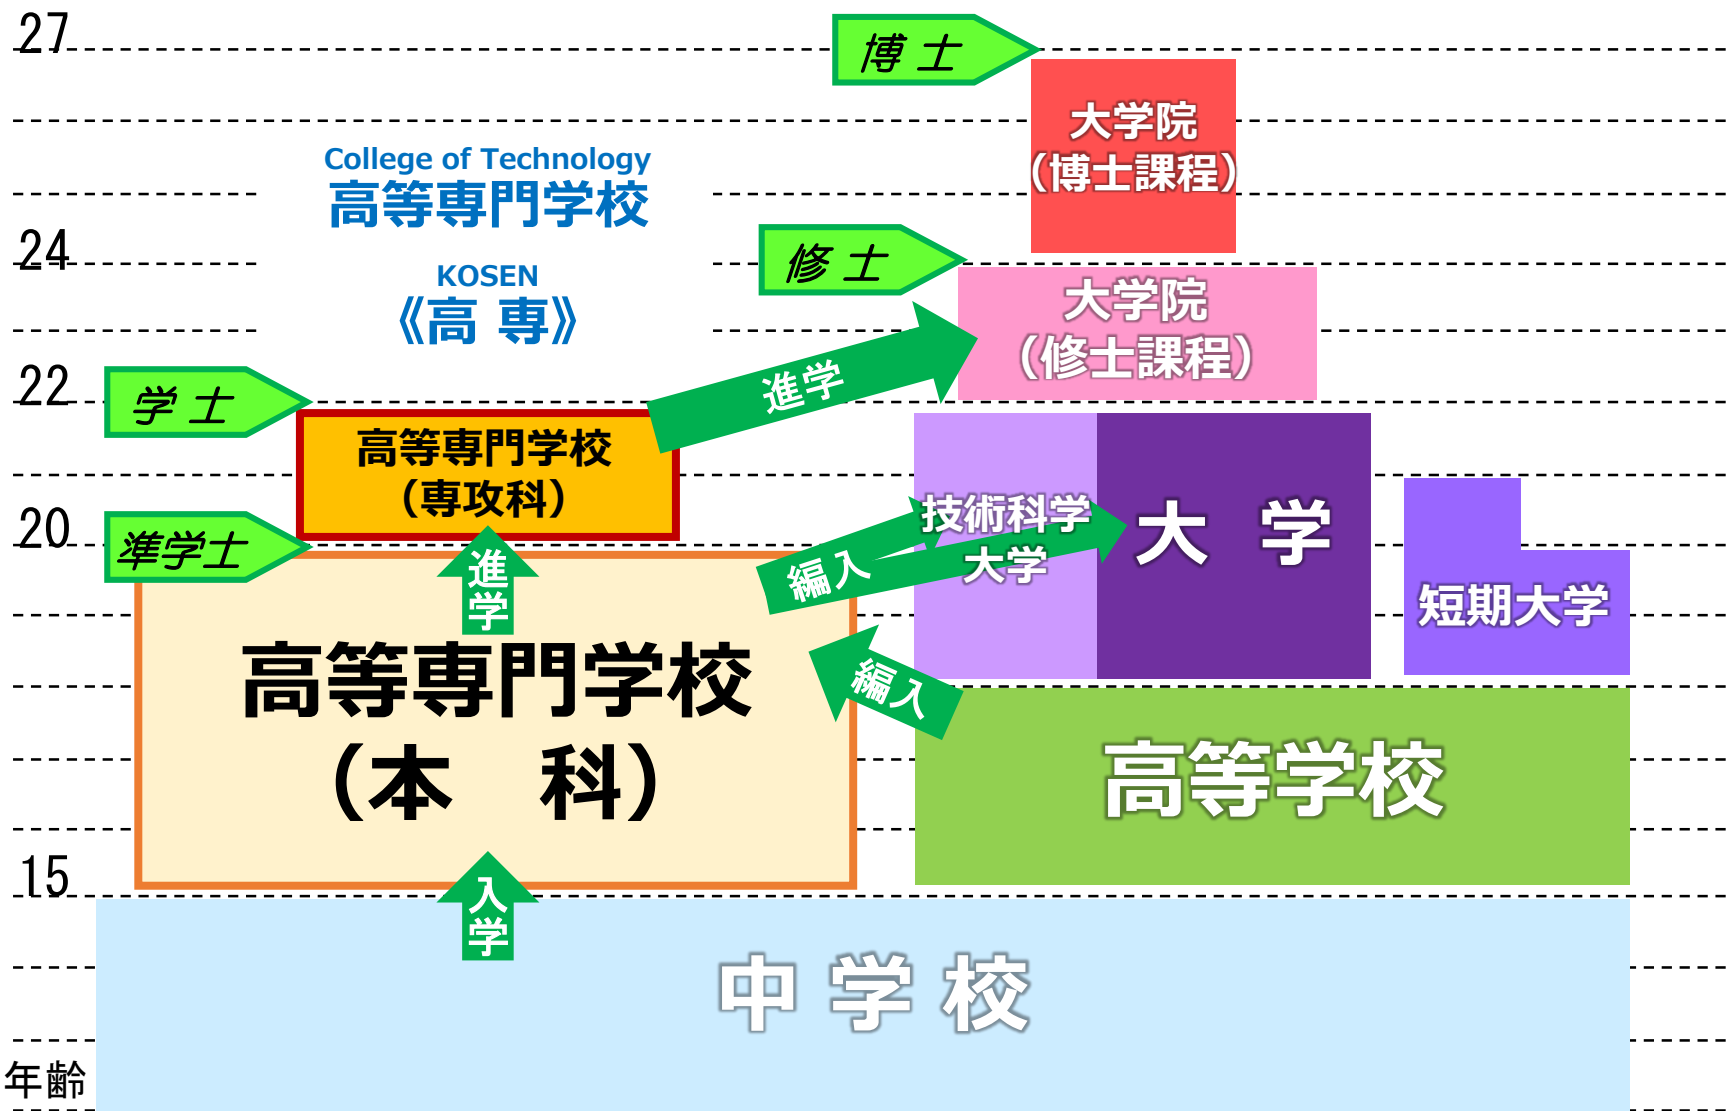 27
博 士
大学院
（博士課程）
College of Technology
高等専門学校
24
修 士
KOSEN
《高 専》
大学院
（修士課程）
進学
22
学 士
高等専門学校
（専攻科）
20
準学士
進学
編入
技術科学
大学
大 学
短期大学
高等専門学校
（本 科）
編入
高等学校
15
入学
中 学 校
年齢